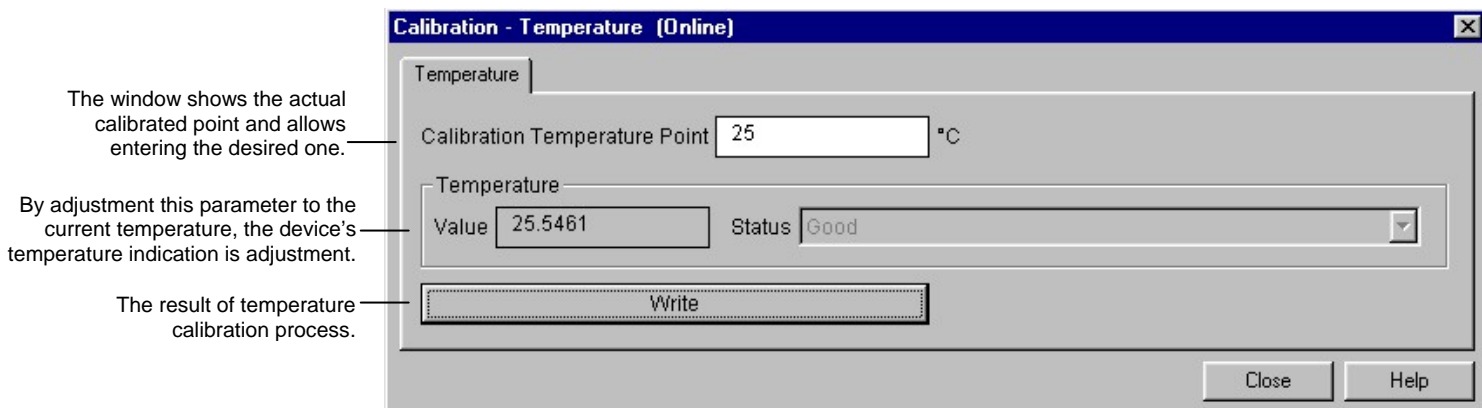 Calibration - Temperature (Online)
Temperature
The window shows the actual
calibrated point and allows
entering the desired one.
Calibration Temperature Point 25 °C
Temperature
By adjustment this parameter to the
current temperature, the device's
temperature indication is adjustment.
Value 25.5461 Status Good
The result of temperature
calibration process.
Write
Close Help